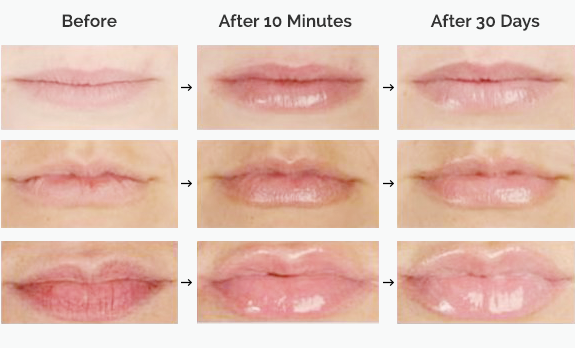 Before
After 10 Minutes
After 30 Days
→ →
→ →
→ →